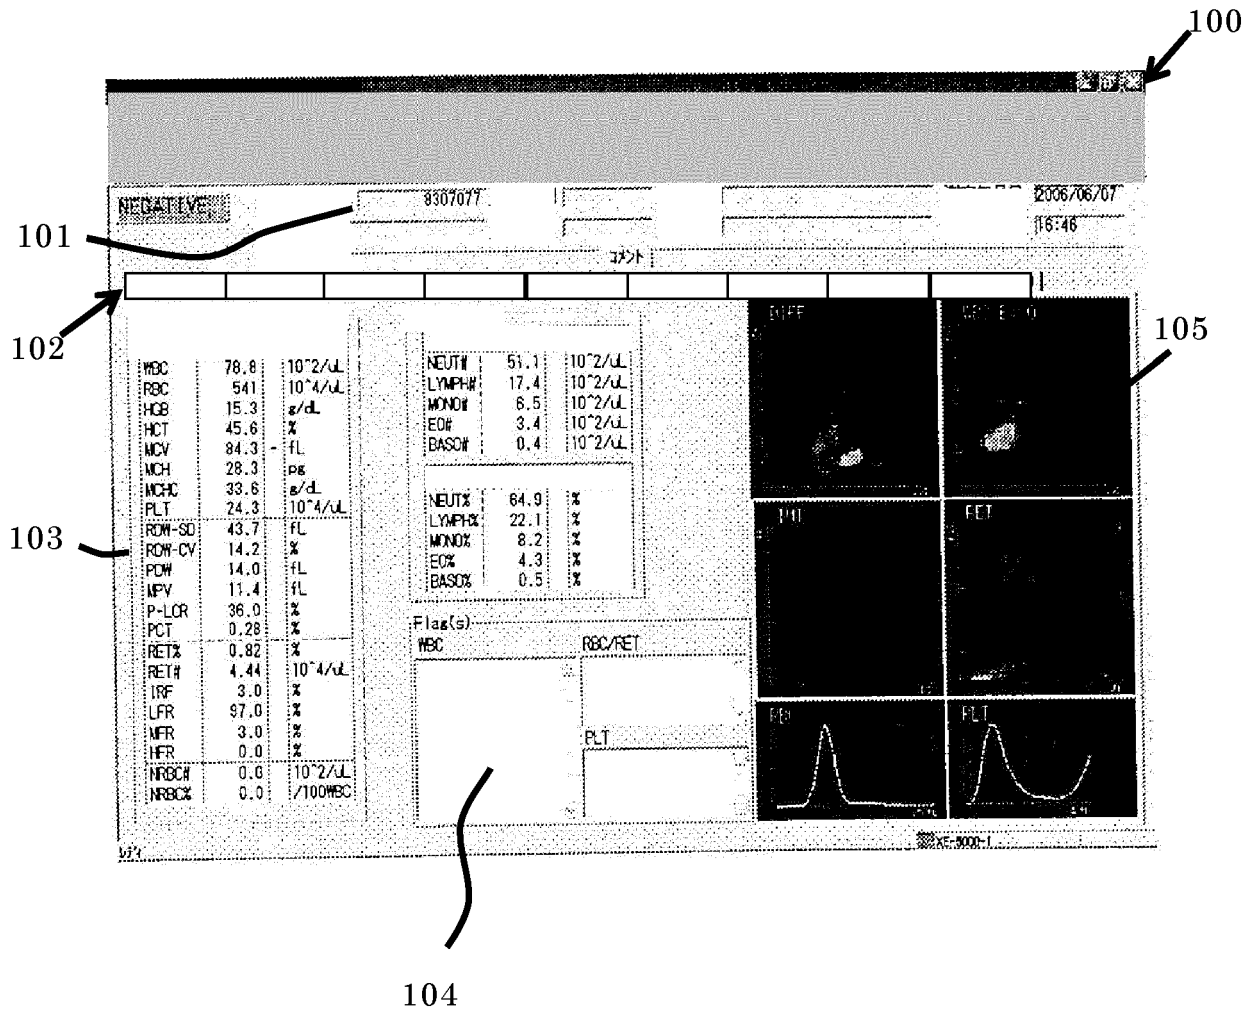 100
NEGATIVE
8307077
2006/06/07
16:46
101
コメント
102
105
DIFF
WBC 78.8 10^2/uL
RBC 541 10^4/uL
HGB 15.3 g/dL
HCT 45.6 %
MCV 84.3 - fL
MCH 28.3 pg
MCHC 33.6 g/dL
PLT 24.3 10^4/uL
RDW-SD 43.7 fL
RDW-CV 14.2 %
PDW 14.0 fL
MPV 11.4 fL
P-LCR 36.0 %
PCT 0.28 %
RET% 0.82 %
RET# 4.44 10^4/uL
IRF 3.0 %
LFR 97.0 %
MFR 3.0 %
HFR 0.0 %
NRBC# 0.0 10^2/uL
NRBC% 0.0 /100WBC
103
NEUT# 51.1 10^2/uL
LYMPH# 17.4 10^2/uL
MONO# 6.5 10^2/uL
EO# 3.4 10^2/uL
BASO# 0.4 10^2/uL
NEUT% 64.9 %
LYMPH% 22.1 %
MONO% 8.2 %
EO% 4.3 %
BASO% 0.5 %
Flag(s)
WBC
RBC/RET
PLT
RET
RBC
PLT
レディ
XE-5000-1
104